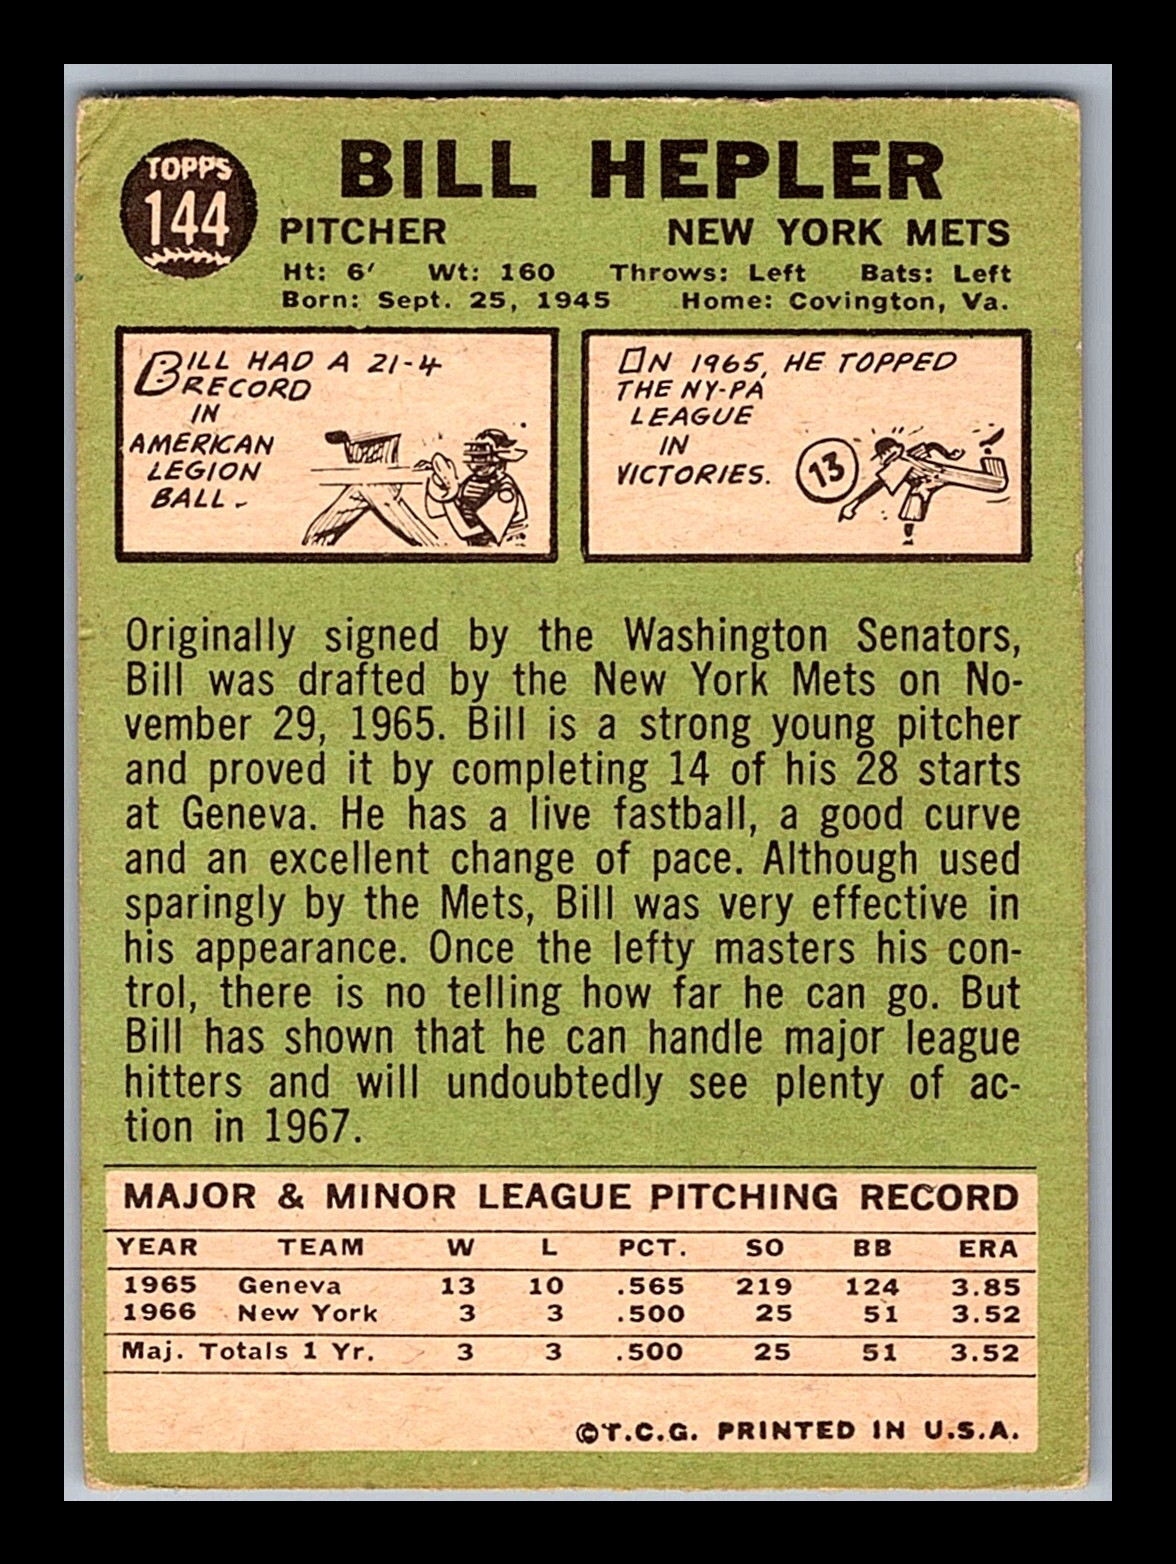 TOPPS
144
BILL HEPLER
PITCHER NEW YORK METS
Ht: 6' Wt: 160 Throws: Left Bats: Left
Born: Sept. 25, 1945 Home: Covington, Va.
BILL HAD A 21-4
RECORD
IN
AMERICAN
LEGION
BALL.
IN 1965, HE TOPPED
THE NY-PA
LEAGUE
IN
VICTORIES.
13
Originally signed by the Washington Senators,
Bill was drafted by the New York Mets on No-
vember 29, 1965. Bill is a strong young pitcher
and proved it by completing 14 of his 28 starts
at Geneva. He has a live fastball, a good curve
and an excellent change of pace. Although used
sparingly by the Mets, Bill was very effective in
his appearance. Once the lefty masters his con-
trol, there is no telling how far he can go. But
Bill has shown that he can handle major league
hitters and will undoubtedly see plenty of ac-
tion in 1967.
MAJOR & MINOR LEAGUE PITCHING RECORD
YEAR TEAM W L PCT. SO BB ERA
1965 Geneva 13 10 .565 219 124 3.85
1966 New York 3 3 .500 25 51 3.52
Maj. Totals 1 Yr. 3 3 .500 25 51 3.52
©T.C.G. PRINTED IN U.S.A.